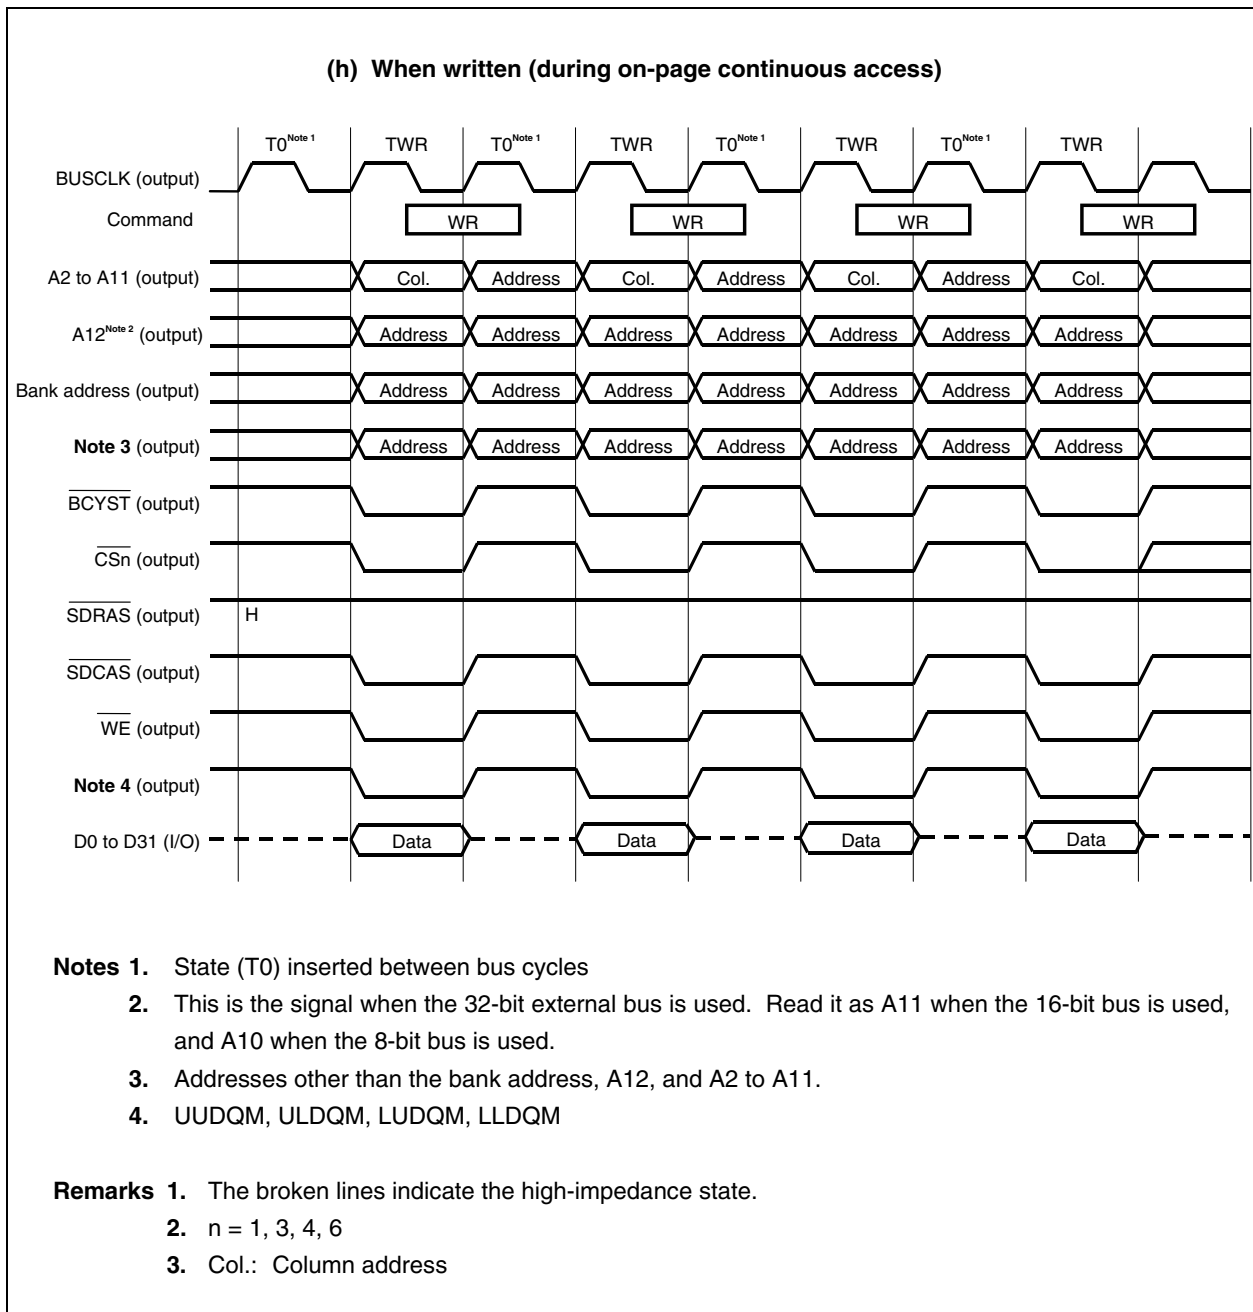 (h) When written (during on-page continuous access)
T0Note 1 TWR T0Note 1 TWR T0Note 1 TWR T0Note 1 TWR
BUSCLK (output)
Command WR WR WR WR
A2 to A11 (output) Col. Address Col. Address Col. Address Col.
A12Note 2 (output) Address Address Address Address Address Address Address
Bank address (output) Address Address Address Address Address Address Address
Note 3 (output) Address Address Address Address Address Address Address
BCYST (output)
CSn (output)
SDRAS (output) H
SDCAS (output)
WE (output)
Note 4 (output)
D0 to D31 (I/O) Data Data Data Data
Notes 1. State (T0) inserted between bus cycles
2. This is the signal when the 32-bit external bus is used. Read it as A11 when the 16-bit bus is used,
and A10 when the 8-bit bus is used.
3. Addresses other than the bank address, A12, and A2 to A11.
4. UUDQM, ULDQM, LUDQM, LLDQM
Remarks 1. The broken lines indicate the high-impedance state.
2. n = 1, 3, 4, 6
3. Col.: Column address